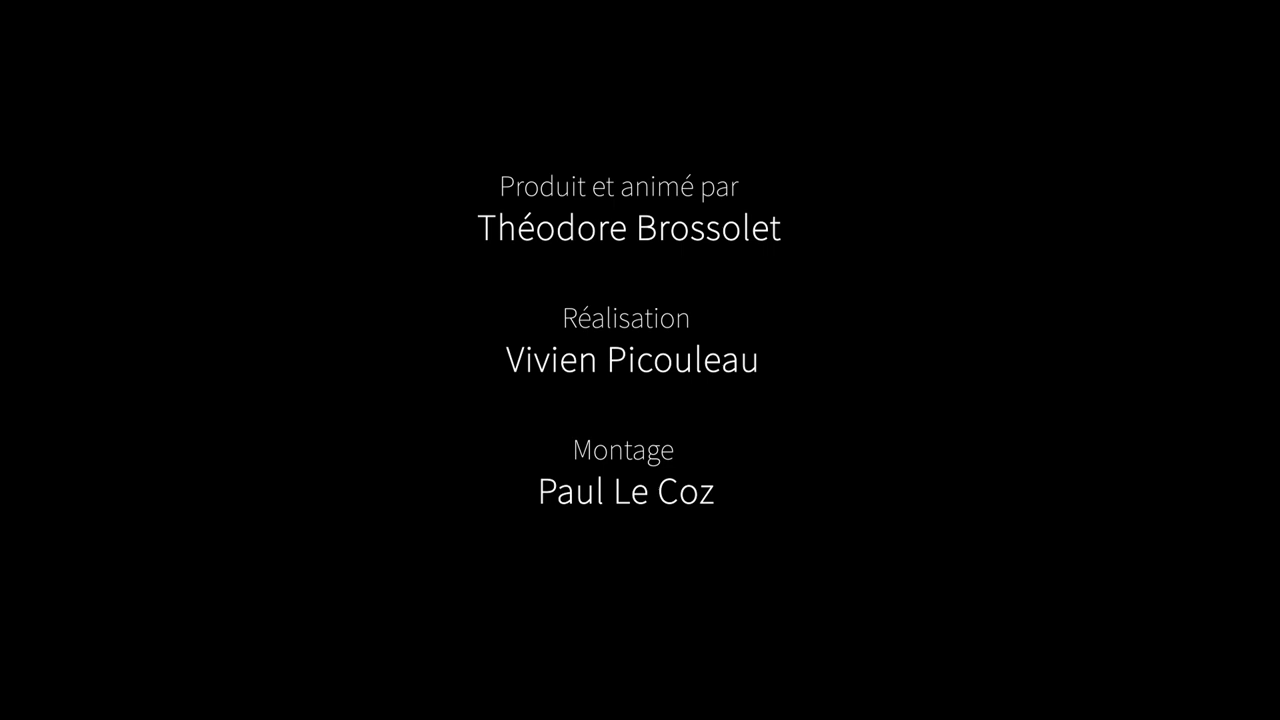 Produit et animé par
Théodore Brossolet
Réalisation
Vivien Picouleau
Montage
Paul Le Coz